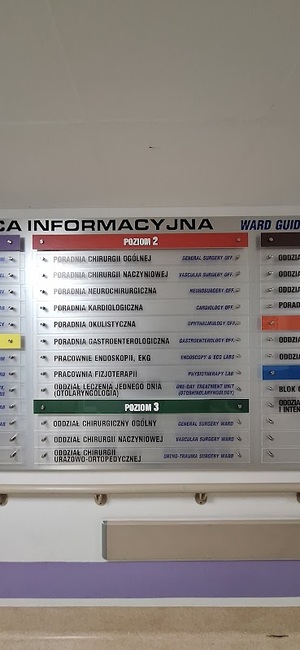 CA INFORMACYJNA WARD GUID
POZIOM 2
PORADNIA CHIRURGII OGÓLNEJ GENERAL SURGERY OFF.
PORADNIA CHIRURGII NACZYNIOWEJ VASCULAR SURGERY OFF.
PORADNIA NEUROCHIRURGICZNA NEUROSURGERY OFF.
PORADNIA KARDIOLOGICZNA CARDIOLOGY OFF.
PORADNIA OKULISTYCZNA OPHTHALMOLOGY OFF.
PORADNIA GASTROENTEROLOGICZNA GASTROENTEROLOGY OFF.
PRACOWNIE ENDOSKOPII, EKG ENDOSCOPY & ECG LABS
PRACOWNIA FIZJOTERAPII PHYSIOTHERAPY LAB
ODDZIAŁ LECZENIA JEDNEGO DNIA ONE-DAY TREATMENT UNIT
(OTOLARYNGOLOGIA) (OTORHINOLARYNGOLOGY)
POZIOM 3
ODDZIAŁ CHIRURGICZNY OGÓLNY GENERAL SURGERY WARD
ODDZIAŁ CHIRURGII NACZYNIOWEJ VASCULAR SURGERY WARD
ODDZIAŁ CHIRURGII
URAZOWO-ORTOPEDYCZNEJ ORTHO-TRAUMA SURGERY WARD
ODDZIA
ODDZIA
ODDZIA
PORAD
ODDZIA
ODDZIA
BLOK O
ODDZIA
I INTEN